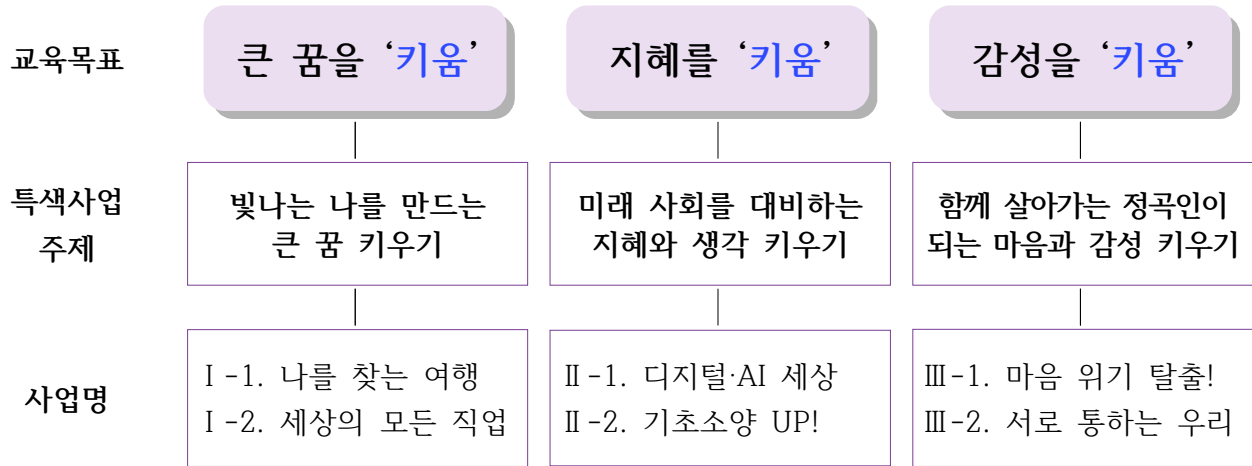 교육목표
큰 꿈을 ‘키움’
지혜를 ‘키움’
감성을 ‘키움’
특색사업
주제
빛나는 나를 만드는
큰 꿈 키우기
미래 사회를 대비하는
지혜와 생각 키우기
함께 살아가는 정곡인이
되는 마음과 감성 키우기
사업명
Ⅰ-1. 나를 찾는 여행
Ⅰ-2. 세상의 모든 직업
Ⅱ-1. 디지털·AI 세상
Ⅱ-2. 기초소양 UP!
Ⅲ-1. 마음 위기 탈출!
Ⅲ-2. 서로 통하는 우리